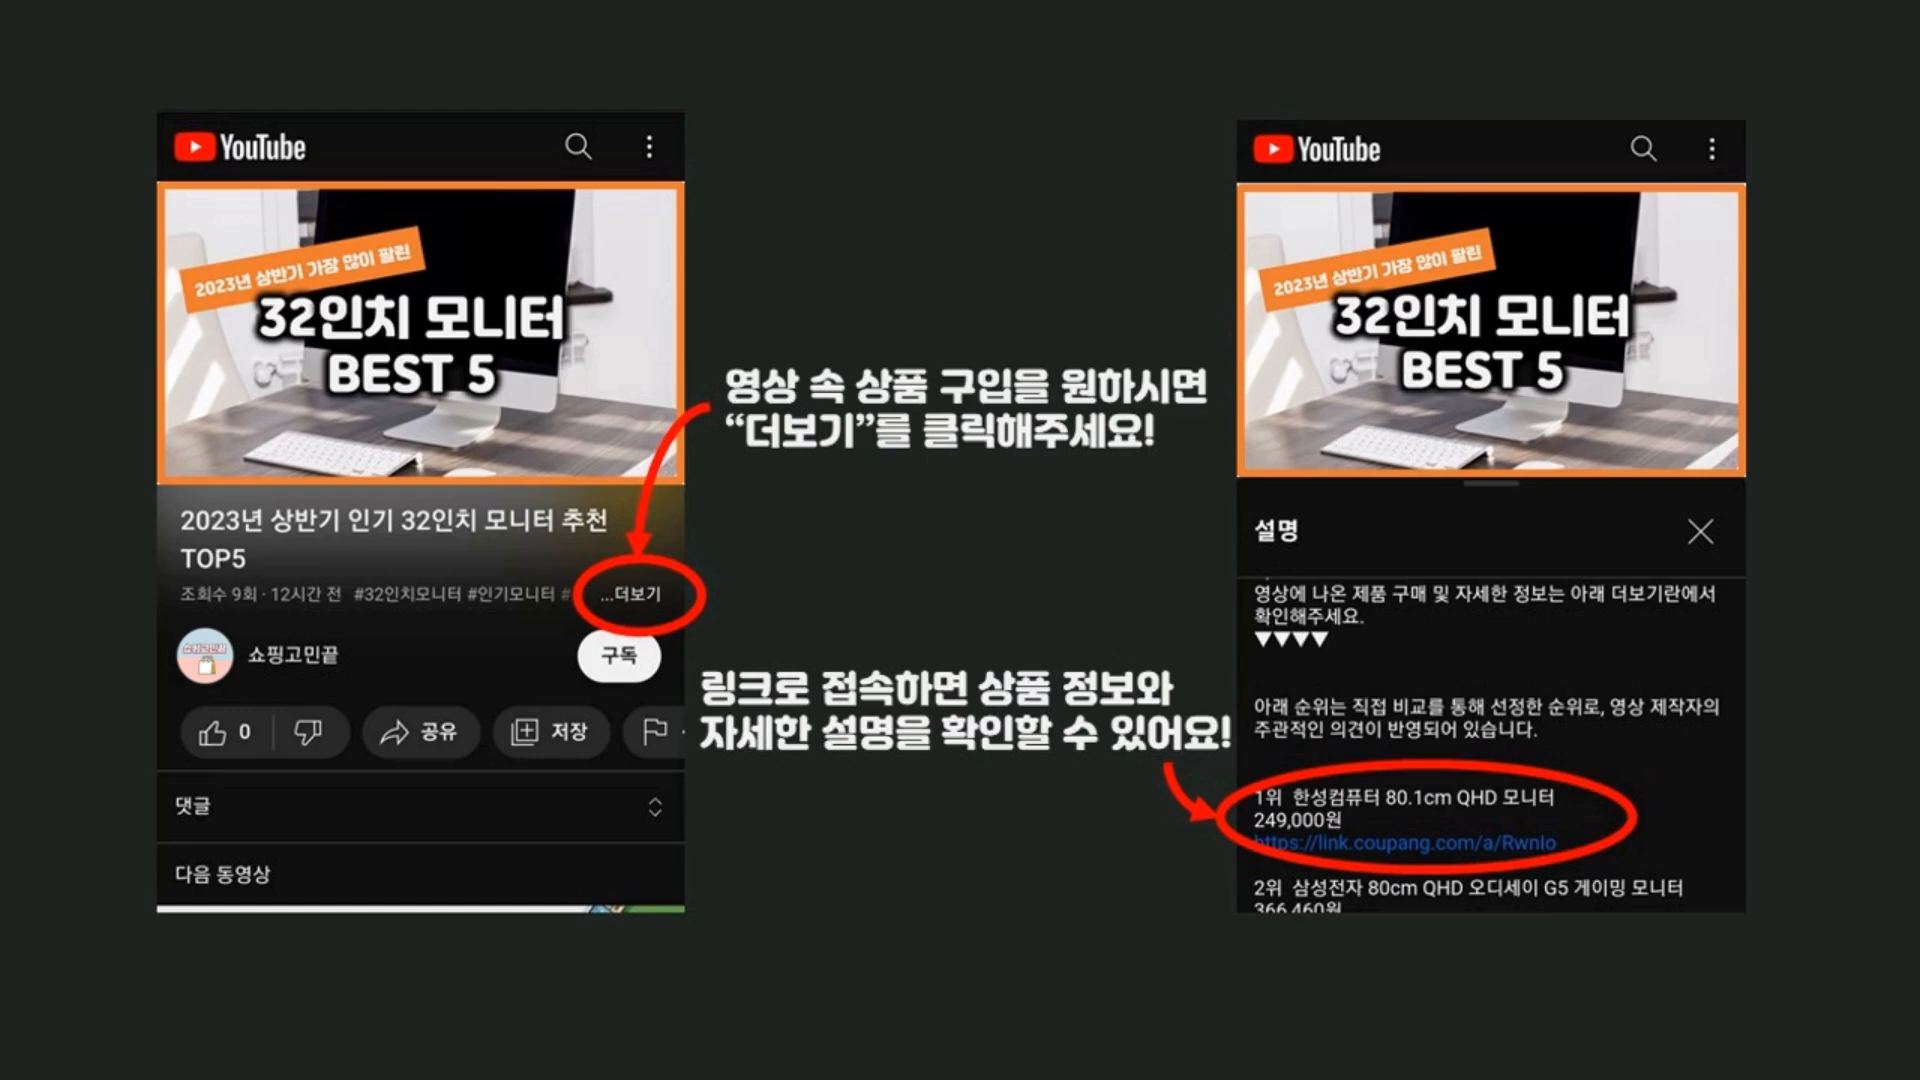 YouTube
2023년 상반기 가장 많이 팔린
32인치 모니터
BEST 5
2023년 상반기 인기 32인치 모니터 추천
TOP5
조회수 9회 · 12시간 전 #32인치모니터 #인기모니터 # ...더보기
쇼핑고민끝
쇼핑고민끝
구독
0
공유
저장
댓글
다음 동영상
영상 속 상품 구입을 원하시면
“더보기”를 클릭해주세요!
링크로 접속하면 상품 정보와
자세한 설명을 확인할 수 있어요!
YouTube
2023년 상반기 가장 많이 팔린
32인치 모니터
BEST 5
설명
영상에 나온 제품 구매 및 자세한 정보는 아래 더보기란에서
확인해주세요.
▼▼▼▼
아래 순위는 직접 비교를 통해 선정한 순위로, 영상 제작자의
주관적인 의견이 반영되어 있습니다.
1위 한성컴퓨터 80.1cm QHD 모니터
249,000원
https://link.coupang.com/a/RwnIo
2위 삼성전자 80cm QHD 오디세이 G5 게이밍 모니터
366,460원